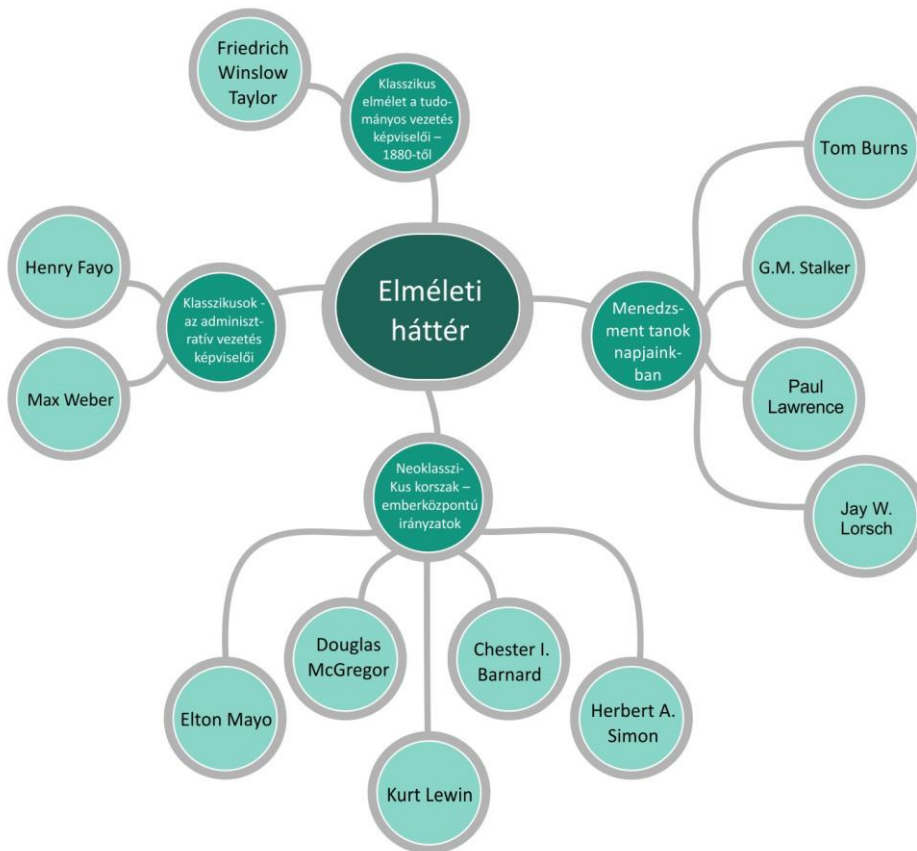 Friedrich
Winslow
Taylor
Klasszikus
elmélet a tudo-
mányos vezetés
képviselői –
1880-től
Tom Burns
Henry Fayo
Klasszikusok -
az adminiszt-
ratív vezetés
képviselői
Max Weber
Elméleti
háttér
Menedzs-
ment tanok
napjaink-
ban
G.M. Stalker
Paul
Lawrence
Jay W.
Lorsch
Neoklasszi-
Kus korszak –
emberközpontú
irányzatok
Elton Mayo
Douglas
McGregor
Kurt Lewin
Chester I.
Barnard
Herbert A.
Simon